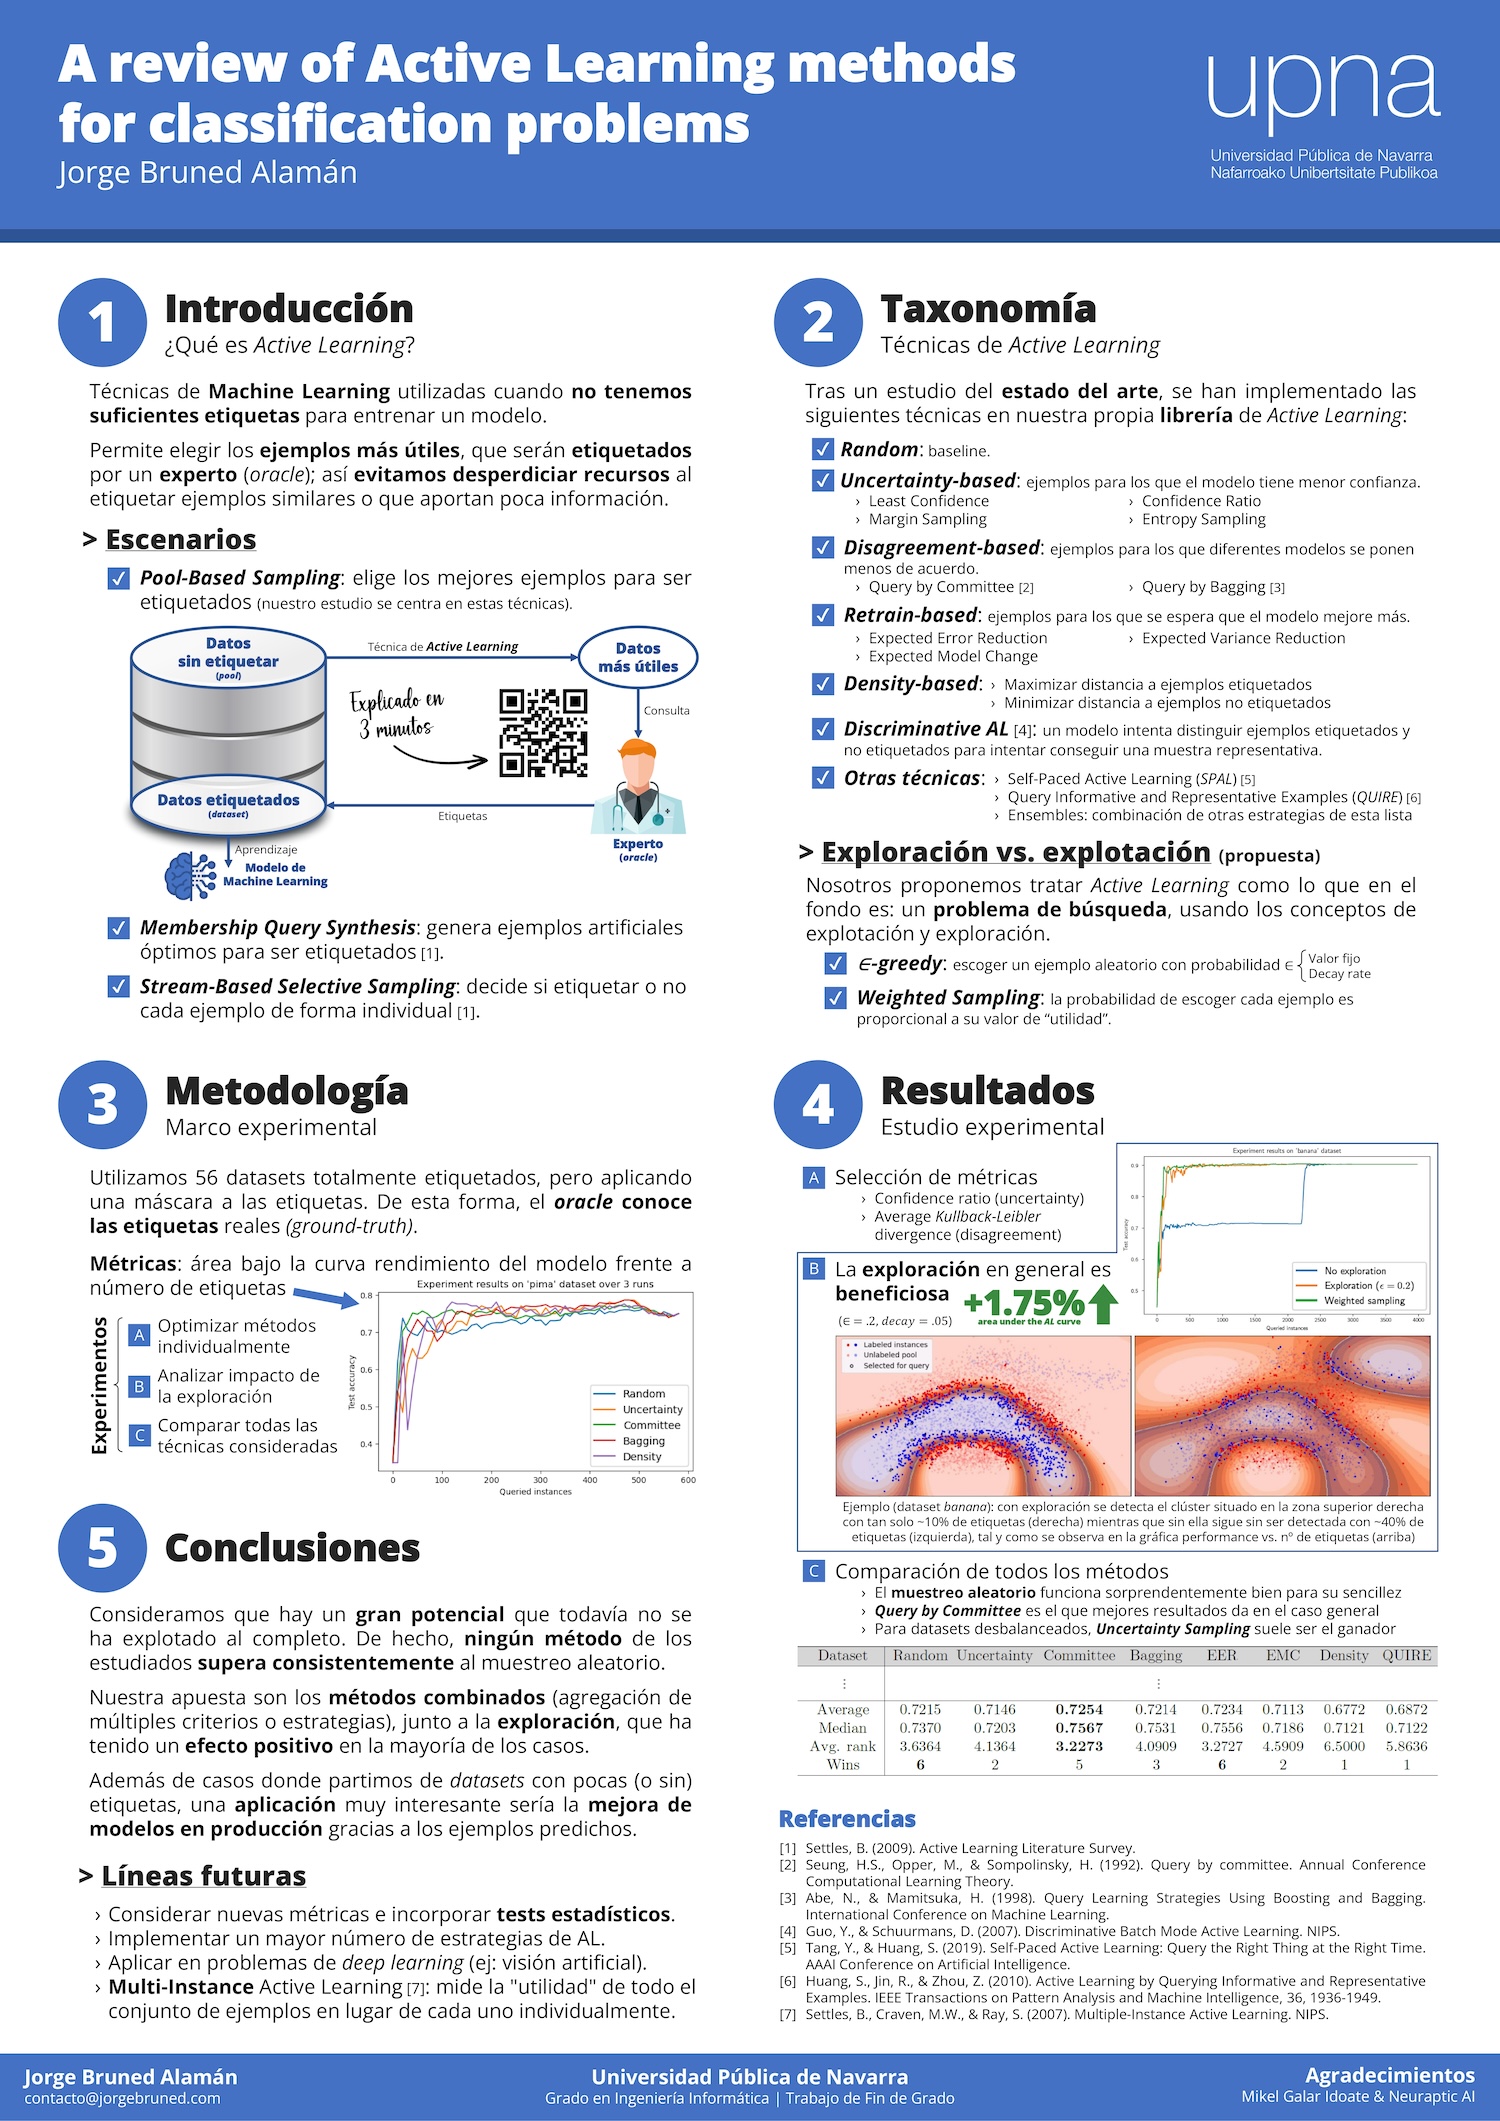 A review of Active Learning methods
for classification problems
Jorge Bruned Alamán
upna
Universidad Pública de Navarra
Nafarroako Unibertsitate Publikoa
1
Introducción
¿Qué es Active Learning?
Técnicas de Machine Learning utilizadas cuando no tenemos
suficientes etiquetas para entrenar un modelo.
Permite elegir los ejemplos más útiles, que serán etiquetados
por un experto (oracle); así evitamos desperdiciar recursos al
etiquetar ejemplos similares o que aportan poca información.
> Escenarios
Pool-Based Sampling: elige los mejores ejemplos para ser
etiquetados (nuestro estudio se centra en estas técnicas).
Datos
sin etiquetar
(pool)
Técnica de Active Learning
Datos
más útiles
Explicado en
3 minutos
Consulta
Datos etiquetados
(dataset)
Etiquetas
Experto
(oracle)
Aprendizaje
Modelo de
Machine Learning
Membership Query Synthesis: genera ejemplos artificiales
óptimos para ser etiquetados [1].
Stream-Based Selective Sampling: decide si etiquetar o no
cada ejemplo de forma individual [1].
2
Taxonomía
Técnicas de Active Learning
Tras un estudio del estado del arte, se han implementado las
siguientes técnicas en nuestra propia librería de Active Learning:
Random: baseline.
Uncertainty-based: ejemplos para los que el modelo tiene menor confianza.
› Least Confidence › Confidence Ratio
› Margin Sampling › Entropy Sampling
Disagreement-based: ejemplos para los que diferentes modelos se ponen
menos de acuerdo.
› Query by Committee [2] › Query by Bagging [3]
Retrain-based: ejemplos para los que se espera que el modelo mejore más.
› Expected Error Reduction › Expected Variance Reduction
› Expected Model Change
Density-based: › Maximizar distancia a ejemplos etiquetados
› Minimizar distancia a ejemplos no etiquetados
Discriminative AL [4]: un modelo intenta distinguir ejemplos etiquetados y
no etiquetados para intentar conseguir una muestra representativa.
Otras técnicas: › Self-Paced Active Learning (SPAL) [5]
› Query Informative and Representative Examples (QUIRE) [6]
› Ensembles: combinación de otras estrategias de esta lista
> Exploración vs. explotación (propuesta)
Nosotros proponemos tratar Active Learning como lo que en el
fondo es: un problema de búsqueda, usando los conceptos de
explotación y exploración.
∈-greedy: escoger un ejemplo aleatorio con probabilidad ∈ { Valor fijo
Decay rate
Weighted Sampling: la probabilidad de escoger cada ejemplo es
proporcional a su valor de “utilidad”.
3
Metodología
Marco experimental
Utilizamos 56 datasets totalmente etiquetados, pero aplicando
una máscara a las etiquetas. De esta forma, el oracle conoce
las etiquetas reales (ground-truth).
Métricas: área bajo la curva rendimiento del modelo frente a
número de etiquetas
Experimentos
A Optimizar métodos
individualmente
B Analizar impacto de
la exploración
C Comparar todas las
técnicas consideradas
Experiment results on 'pima' dataset over 3 runs
0.8
0.7
0.6
0.5
0.4
Test accuracy
Random
Uncertainty
Committee
Bagging
Density
0 100 200 300 400 500 600
Queried instances
4
Resultados
Estudio experimental
A Selección de métricas
› Confidence ratio (uncertainty)
› Average Kullback-Leibler
divergence (disagreement)
Experiment results on 'banana' dataset
0.9
0.8
0.7
0.6
0.5
Test accuracy
No exploration
Exploration (ϵ = 0.2)
Weighted sampling
0 500 1000 1500 2000 2500 3000 3500 4000
Queried instances
B La exploración en general es
beneficiosa
+1.75%
area under the AL curve
(∈ = .2, decay = .05)
Labeled instances
Unlabeled pool
Selected for query
Ejemplo (dataset banana): con exploración se detecta el clúster situado en la zona superior derecha
con tan solo ~10% de etiquetas (derecha) mientras que sin ella sigue sin ser detectada con ~40% de
etiquetas (izquierda), tal y como se observa en la gráfica performance vs. nº de etiquetas (arriba)
C Comparación de todos los métodos
› El muestreo aleatorio funciona sorprendentemente bien para su sencillez
› Query by Committee es el que mejores resultados da en el caso general
› Para datasets desbalanceados, Uncertainty Sampling suele ser el ganador
Dataset Random Uncertainty Committee Bagging EER EMC Density QUIRE
⋮ ⋮
Average 0.7215 0.7146 0.7254 0.7214 0.7234 0.7113 0.6772 0.6872
Median 0.7370 0.7203 0.7567 0.7531 0.7556 0.7186 0.7121 0.7122
Avg. rank 3.6364 4.1364 3.2273 4.0909 3.2727 4.5909 6.5000 5.8636
Wins 6 2 5 3 6 2 1 1
5
Conclusiones
Consideramos que hay un gran potencial que todavía no se
ha explotado al completo. De hecho, ningún método de los
estudiados supera consistentemente al muestreo aleatorio.
Nuestra apuesta son los métodos combinados (agregación de
múltiples criterios o estrategias), junto a la exploración, que ha
tenido un efecto positivo en la mayoría de los casos.
Además de casos donde partimos de datasets con pocas (o sin)
etiquetas, una aplicación muy interesante sería la mejora de
modelos en producción gracias a los ejemplos predichos.
> Líneas futuras
› Considerar nuevas métricas e incorporar tests estadísticos.
› Implementar un mayor número de estrategias de AL.
› Aplicar en problemas de deep learning (ej: visión artificial).
› Multi-Instance Active Learning [7]: mide la "utilidad" de todo el
conjunto de ejemplos en lugar de cada uno individualmente.
Referencias
[1] Settles, B. (2009). Active Learning Literature Survey.
[2] Seung, H.S., Opper, M., & Sompolinsky, H. (1992). Query by committee. Annual Conference
Computational Learning Theory.
[3] Abe, N., & Mamitsuka, H. (1998). Query Learning Strategies Using Boosting and Bagging.
International Conference on Machine Learning.
[4] Guo, Y., & Schuurmans, D. (2007). Discriminative Batch Mode Active Learning. NIPS.
[5] Tang, Y., & Huang, S. (2019). Self-Paced Active Learning: Query the Right Thing at the Right Time.
AAAI Conference on Artificial Intelligence.
[6] Huang, S., Jin, R., & Zhou, Z. (2010). Active Learning by Querying Informative and Representative
Examples. IEEE Transactions on Pattern Analysis and Machine Intelligence, 36, 1936-1949.
[7] Settles, B., Craven, M.W., & Ray, S. (2007). Multiple-Instance Active Learning. NIPS.
Jorge Bruned Alamán
contacto@jorgebruned.com
Universidad Pública de Navarra
Grado en Ingeniería Informática | Trabajo de Fin de Grado
Agradecimientos
Mikel Galar Idoate & Neuraptic AI